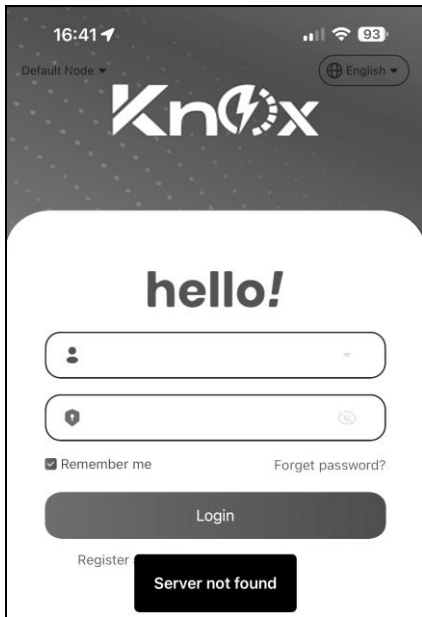 16:41
93
Default Node
English
Knox
hello!
Remember me
Forget password?
Login
Register
Server not found